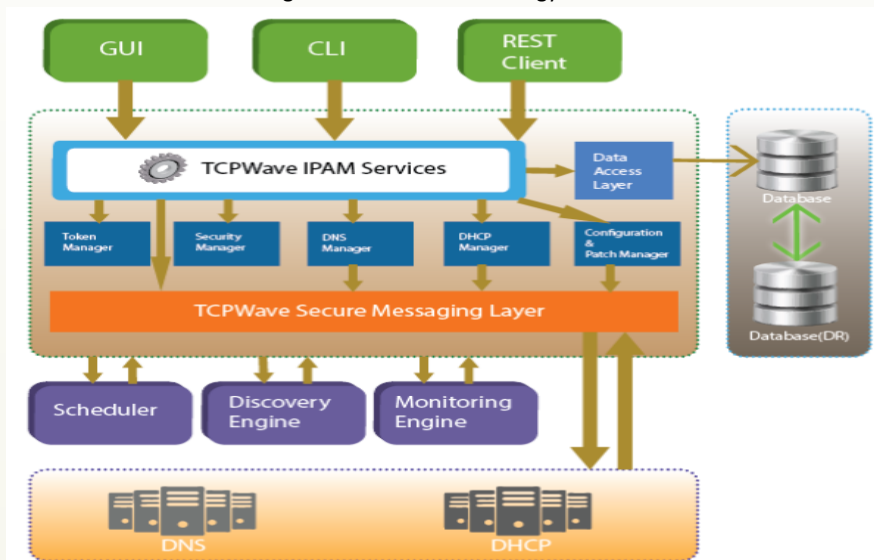 GUI
CLI
REST
Client
TCPWave IPAM Services
Data
Access
Layer
Database
Token
Manager
Security
Manager
DNS
Manager
DHCP
Manager
Configuration
&
Patch Manager
TCPWave Secure Messaging Layer
Database(DR)
Scheduler
Discovery
Engine
Monitoring
Engine
DNS
DHCP